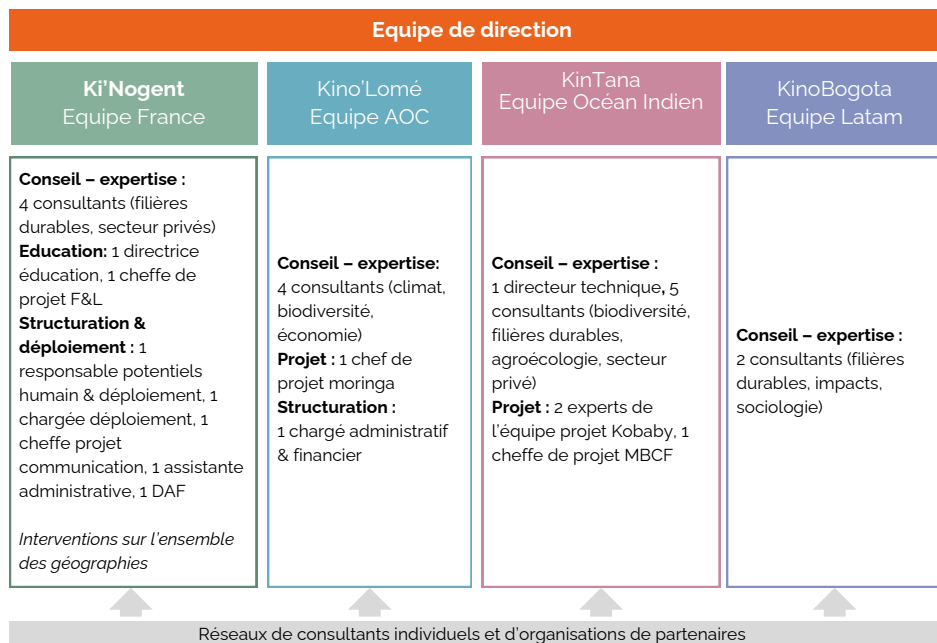 Equipe de direction
Ki'Nogent
Equipe France
Kino'Lomé
Equipe AOC
KinTana
Equipe Océan Indien
KinoBogota
Equipe Latam
Conseil – expertise :
4 consultants (filières
durables, secteur privés)
Education: 1 directrice
éducation, 1 cheffe de
projet F&L
Structuration &
déploiement : 1
responsable potentiels
humain & déploiement, 1
chargée déploiement, 1
cheffe projet
communication, 1 assistante
administrative, 1 DAF
Interventions sur l'ensemble
des géographies
Conseil – expertise:
4 consultants (climat,
biodiversité,
économie)
Projet : 1 chef de
projet moringa
Structuration :
1 chargé administratif
& financier
Conseil – expertise :
1 directeur technique, 5
consultants (biodiversité,
filières durables,
agroécologie, secteur
privé)
Projet : 2 experts de
l'équipe projet Kobaby, 1
cheffe de projet MBCF
Conseil – expertise :
2 consultants (filières
durables, impacts,
sociologie)
Réseaux de consultants individuels et d'organisations de partenaires